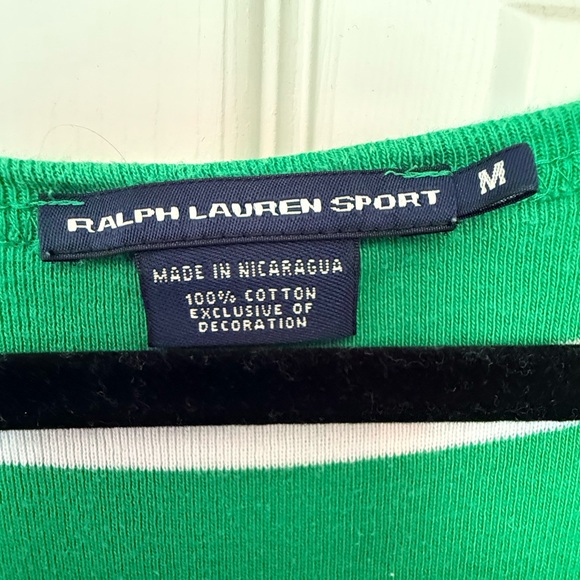 RALPH LAUREN SPORT
M
MADE IN NICARAGUA
100% COTTON
EXCLUSIVE OF
DECORATION